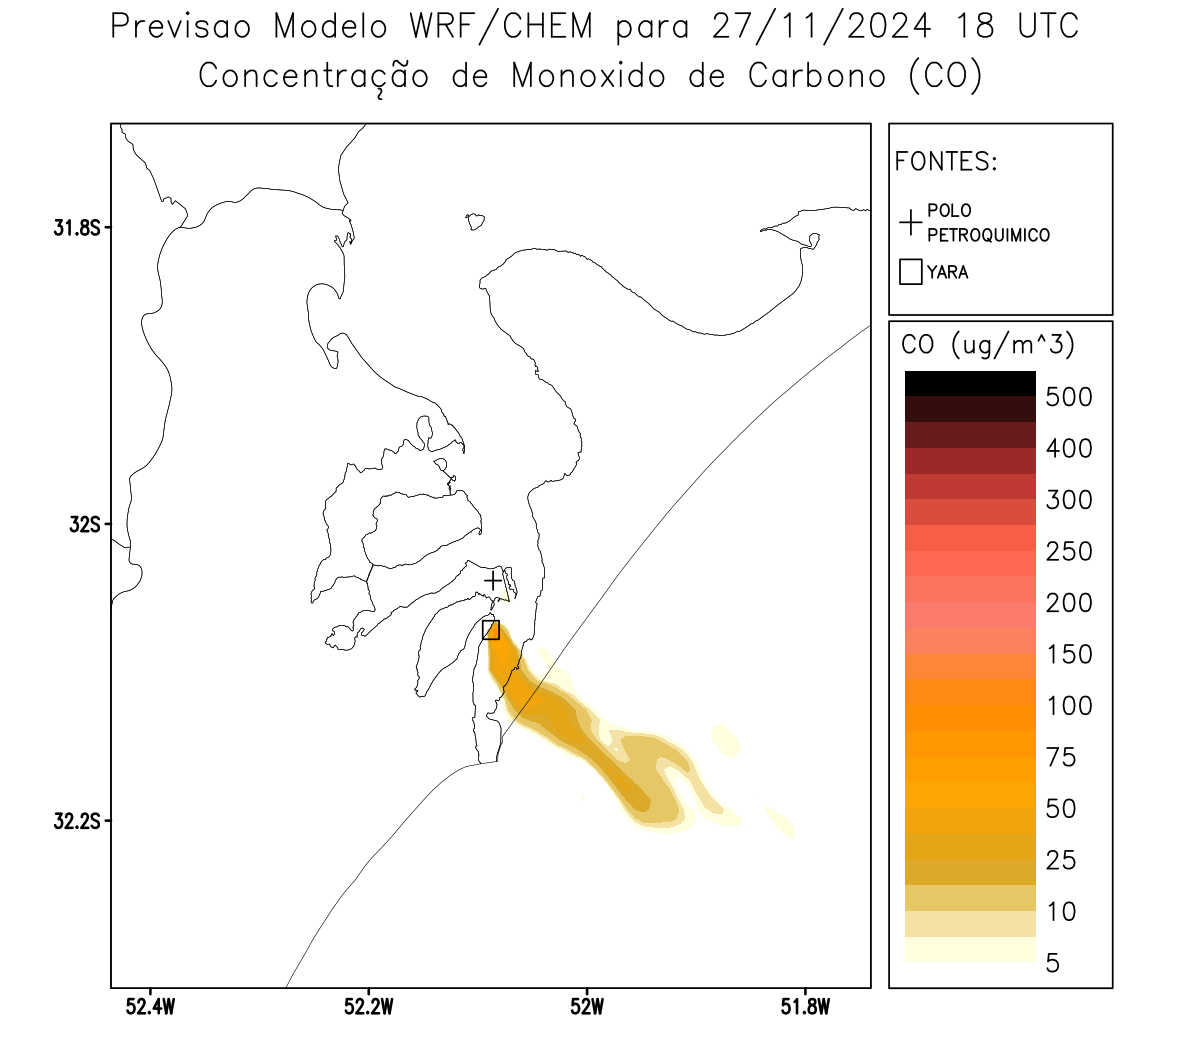 Previsao Modelo WRF/CHEM para 27/11/2024 18 UTC
Concentração de Monoxido de Carbono (CO)
FONTES:
POLO
PETROQUIMICO
YARA
CO (ug/m^3)
500
400
300
250
200
150
100
75
50
25
10
5
31.8S
32S
32.2S
52.4W
52.2W
52W
51.8W